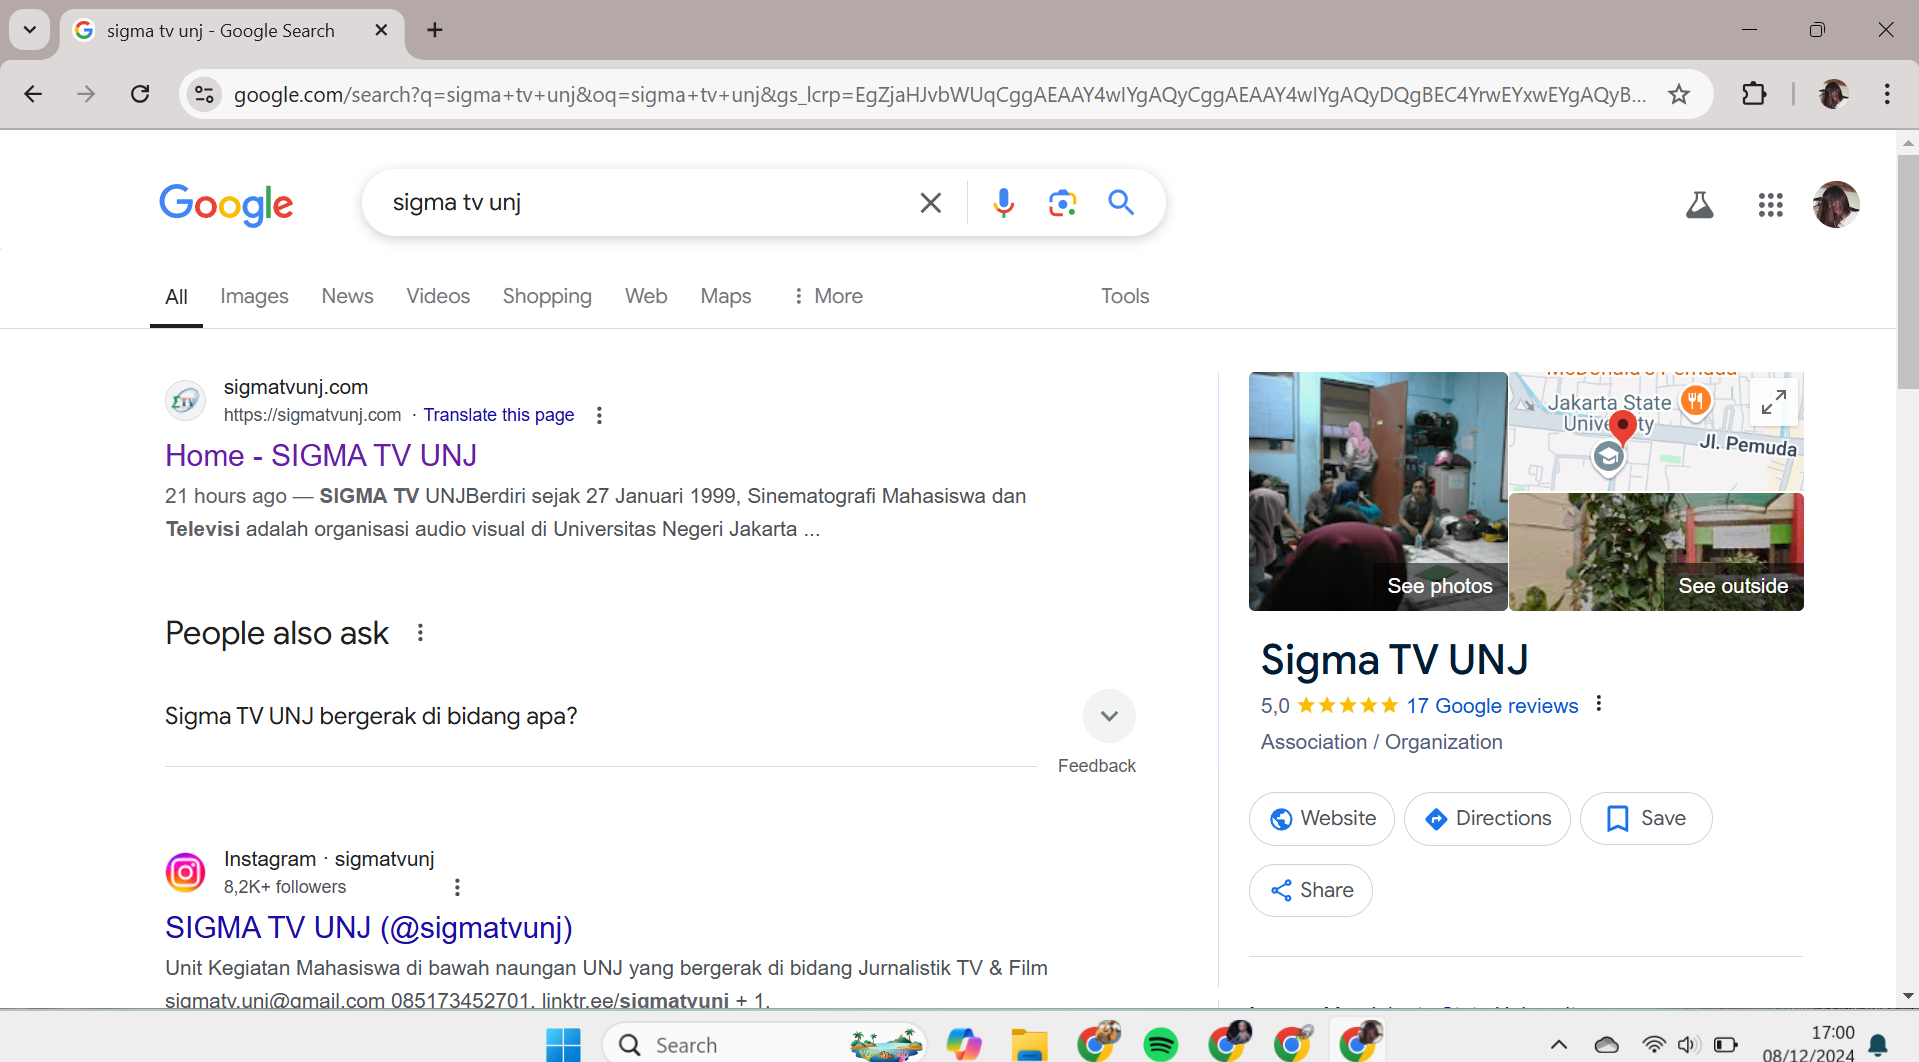 sigma tv unj - Google Search
google.com/search?q=sigma+tv+unj&oq=sigma+tv+unj&gs_lcrp=EgZjaHJvbWUqCggAEAAY4wIYgAQyCggAEAAY4wIYgAQyDQgBEC4YrwEYxwEYgAQyB...
Google
sigma tv unj
All Images News Videos Shopping Web Maps More Tools
sigmatvunj.com
https://sigmatvunj.com · Translate this page
Home - SIGMA TV UNJ
21 hours ago — SIGMA TV UNJBerdiri sejak 27 Januari 1999, Sinematografi Mahasiswa dan
Televisi adalah organisasi audio visual di Universitas Negeri Jakarta ...
People also ask
Sigma TV UNJ bergerak di bidang apa?
Feedback
Instagram · sigmatvunj
8,2K+ followers
SIGMA TV UNJ (@sigmatvunj)
Unit Kegiatan Mahasiswa di bawah naungan UNJ yang bergerak di bidang Jurnalistik TV & Film
sigmatv.unj@gmail.com 085173452701. linktr.ee/sigmatvunj + 1.
McDonald's Pemuda
Jakarta State
University
Jl. Pemuda
See photos
See outside
Sigma TV UNJ
5,0 17 Google reviews
Association / Organization
Website Directions Save
Share
Search
17:00
08/12/2024